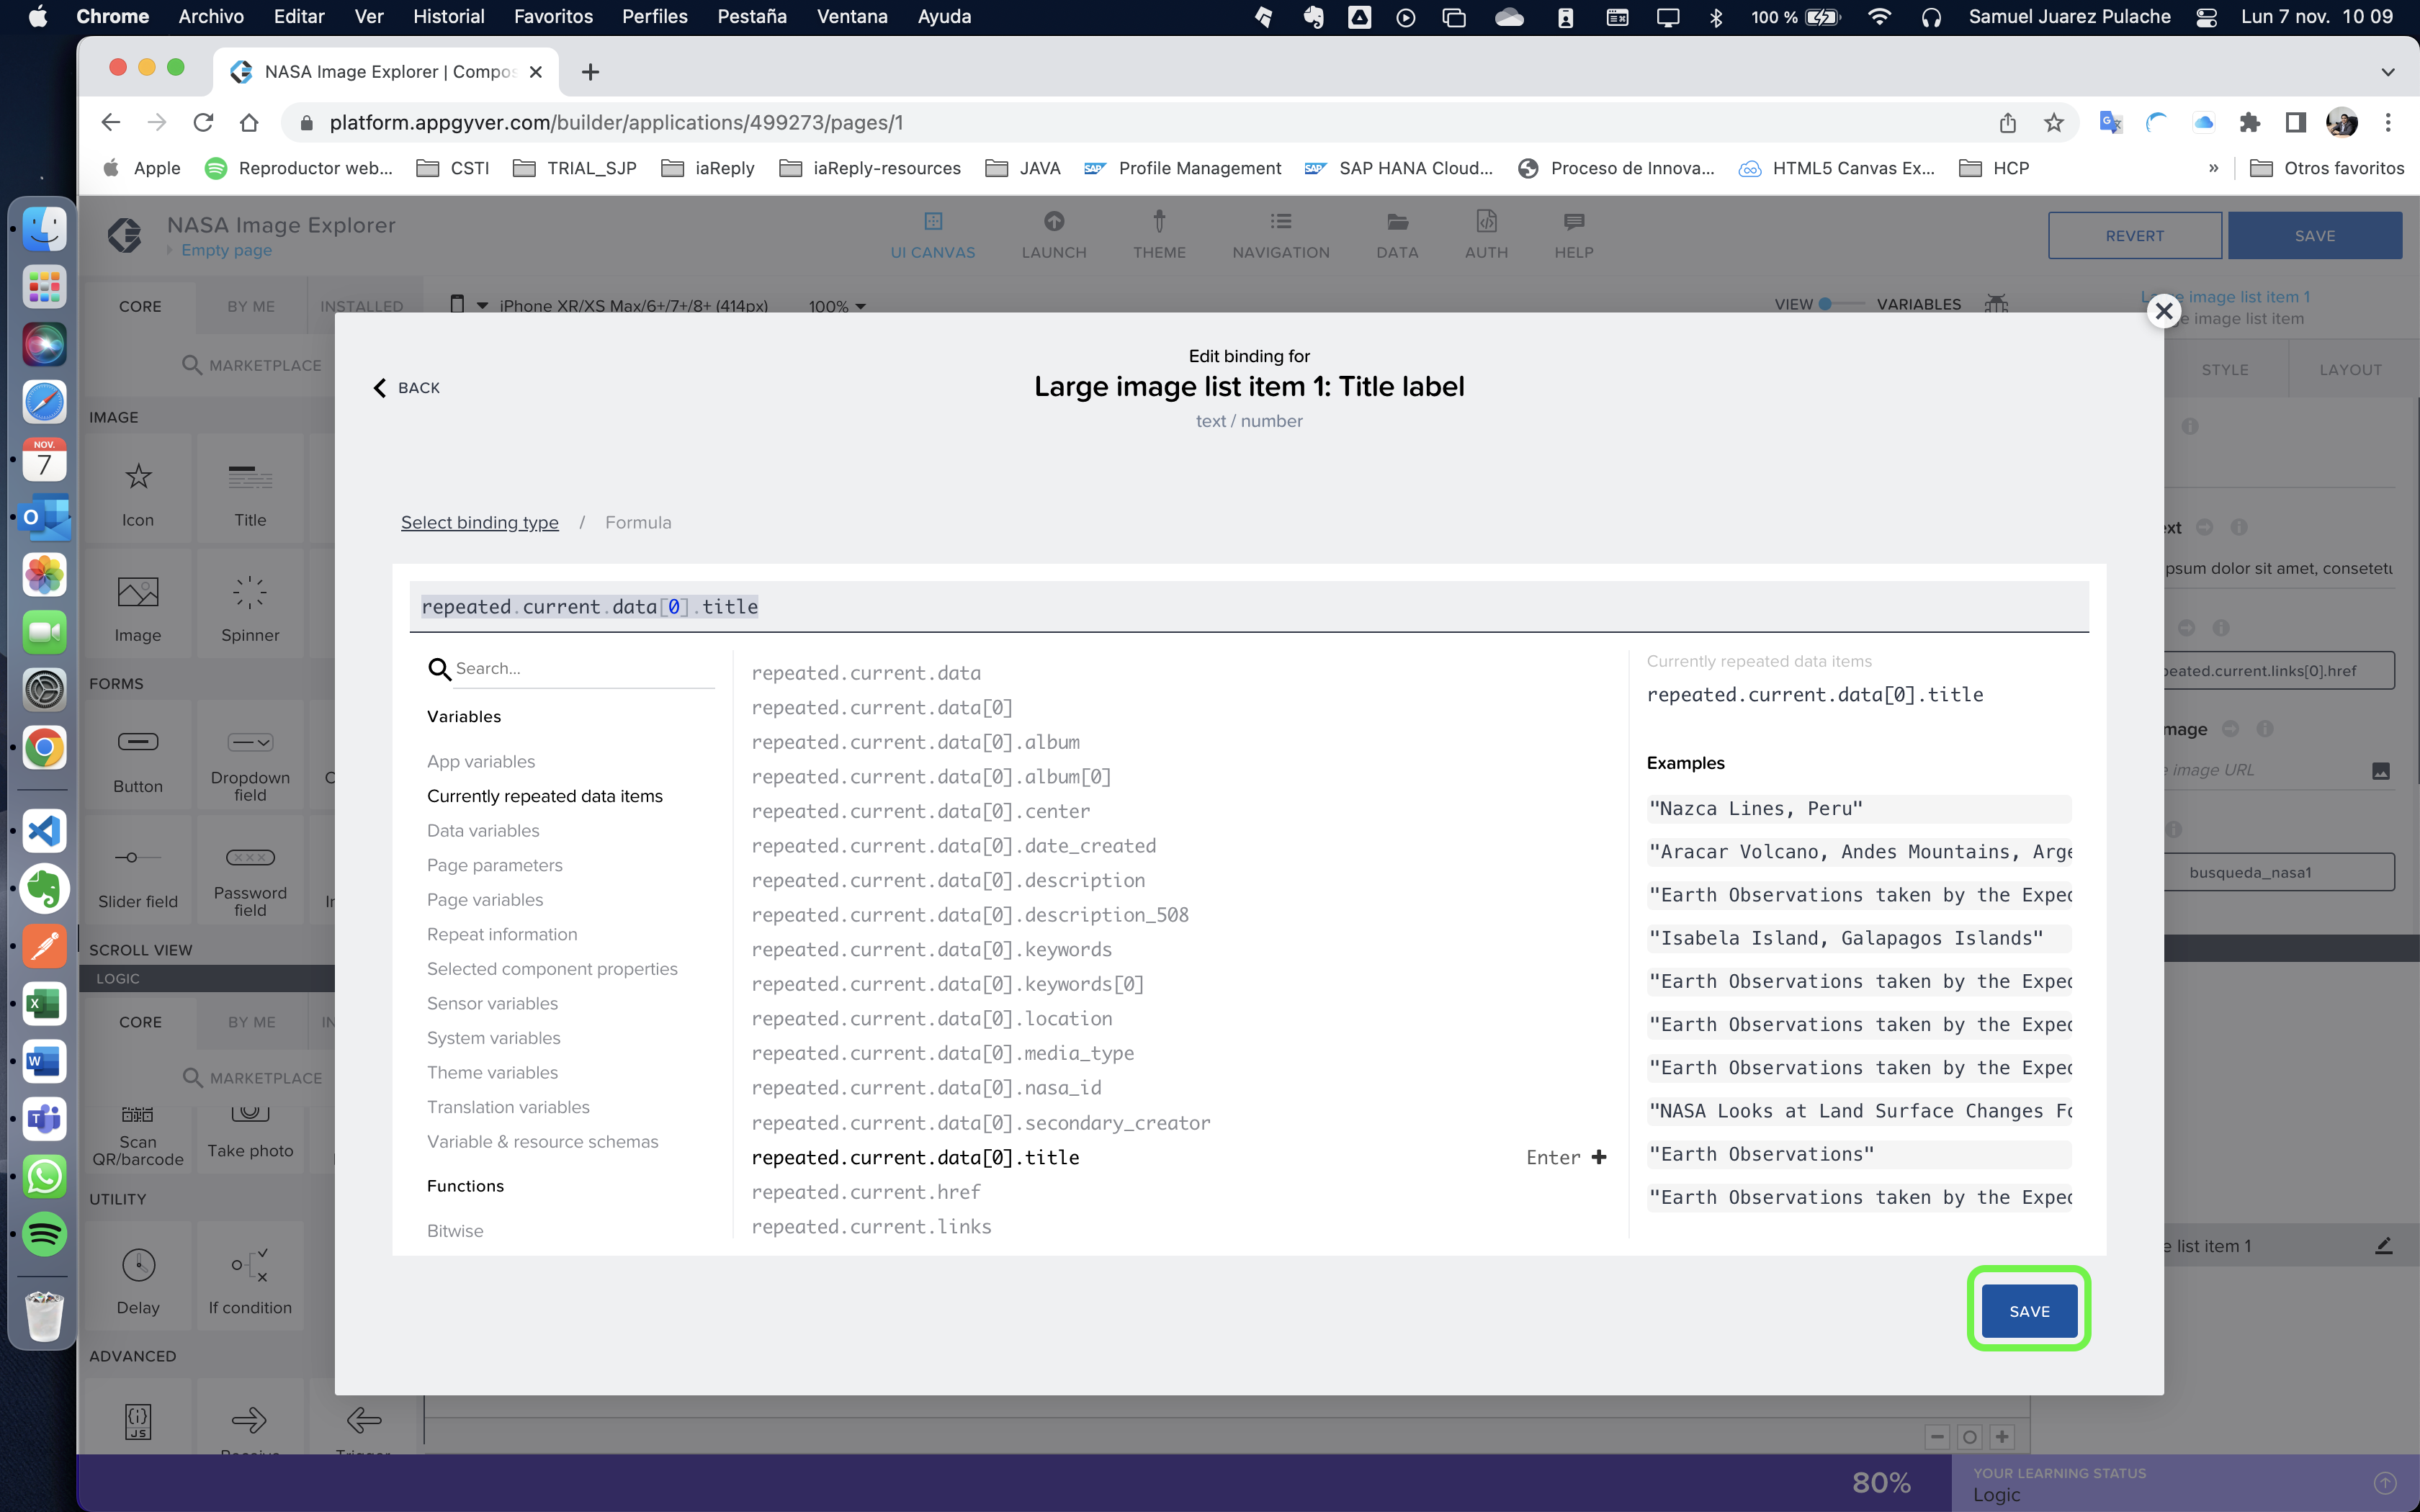 Chrome Archivo Editar Ver Historial Favoritos Perfiles Pestaña Ventana Ayuda 100 % Samuel Juarez Pulache Lun 7 nov. 10 09
NASA Image Explorer | Compos
platform.appgyver.com/builder/applications/499273/pages/1
Apple Reproductor web... CSTI TRIAL_SJP iaReply iaReply-resources JAVA SAP Profile Management SAP SAP HANA Cloud... Proceso de Innova... HTML5 Canvas Ex... HCP » Otros favoritos
NASA Image Explorer
Empty page
UI CANVAS LAUNCH THEME NAVIGATION DATA AUTH HELP
REVERT SAVE
CORE BY ME INSTALLED
iPhone XR/XS Max/6+/7+/8+ (414px) 100%
VIEW VARIABLES
image list item 1
e image list item
MARKETPLACE
STYLE LAYOUT
IMAGE
Icon Title
Image Spinner
FORMS
Button Dropdown field
Slider field Password field
SCROLL VIEW
LOGIC
CORE BY ME IN
MARKETPLACE
Scan QR/barcode Take photo
UTILITY
Delay If condition
ADVANCED
JS
NOV.
7
BACK
Edit binding for
Large image list item 1: Title label
text / number
Select binding type / Formula
repeated.current.data[0].title
Search...
Variables
App variables
Currently repeated data items
Data variables
Page parameters
Page variables
Repeat information
Selected component properties
Sensor variables
System variables
Theme variables
Translation variables
Variable & resource schemas
Functions
Bitwise
repeated.current.data
repeated.current.data[0]
repeated.current.data[0].album
repeated.current.data[0].album[0]
repeated.current.data[0].center
repeated.current.data[0].date_created
repeated.current.data[0].description
repeated.current.data[0].description_508
repeated.current.data[0].keywords
repeated.current.data[0].keywords[0]
repeated.current.data[0].location
repeated.current.data[0].media_type
repeated.current.data[0].nasa_id
repeated.current.data[0].secondary_creator
repeated.current.data[0].title Enter +
repeated.current.href
repeated.current.links
Currently repeated data items
repeated.current.data[0].title
Examples
"Nazca Lines, Peru"
"Aracar Volcano, Andes Mountains, Arge
"Earth Observations taken by the Exped
"Isabela Island, Galapagos Islands"
"Earth Observations taken by the Exped
"Earth Observations taken by the Exped
"Earth Observations taken by the Exped
"NASA Looks at Land Surface Changes Fo
"Earth Observations"
"Earth Observations taken by the Exped
SAVE
ext
psum dolor sit amet, consetetu
peated.current.links[0].href
mage
e image URL
busqueda_nasa1
e list item 1
80%
YOUR LEARNING STATUS
Logic